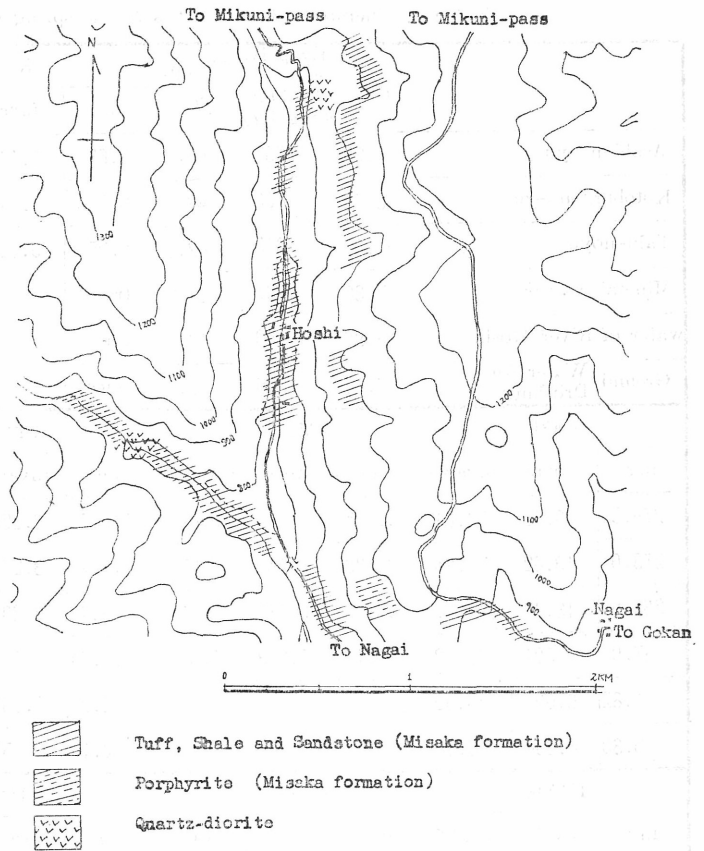 To Mikuni-pass
To Mikuni-pass
N
1300
1200
Hoshi
1100
1200
1000
900
800
1100
1000
900
Nagai
To Gokan
To Nagai
0 1 2KM
Tuff, Shale and Sandstone (Misaka formation)
Porphyrite (Misaka formation)
Quartz-diorite